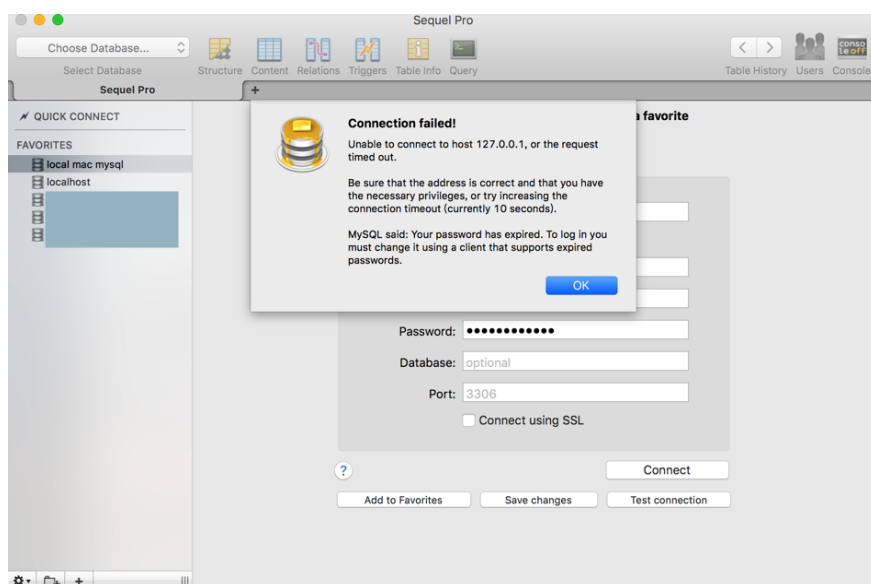 Sequel Pro
Choose Database...
Select Database
Structure Content Relations Triggers Table Info Query
Table History Users Console
conso
le off
Sequel Pro
+
QUICK CONNECT
FAVORITES
local mac mysql
localhost
a favorite
Connection failed!
Unable to connect to host 127.0.0.1, or the request
timed out.
Be sure that the address is correct and that you have
the necessary privileges, or try increasing the
connection timeout (currently 10 seconds).
MySQL said: Your password has expired. To log in you
must change it using a client that supports expired
passwords.
OK
Password: ••••••••••••
Database: optional
Port: 3306
Connect using SSL
? Connect
Add to Favorites Save changes Test connection